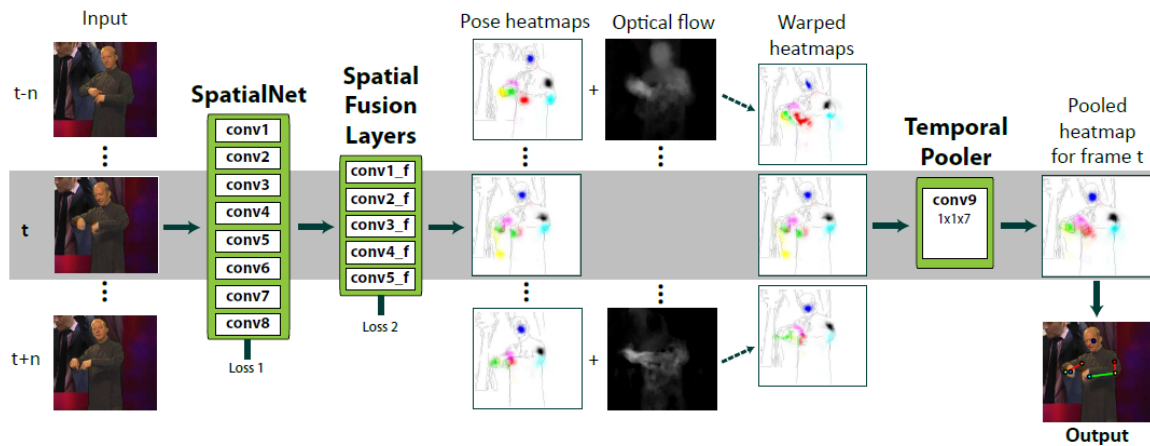 Input
t-n
t
t+n
SpatialNet
conv1
conv2
conv3
conv4
conv5
conv6
conv7
conv8
Loss 1
Spatial
Fusion
Layers
conv1_f
conv2_f
conv3_f
conv4_f
conv5_f
Loss 2
Pose heatmaps
+
+
Optical flow
Warped
heatmaps
Temporal
Pooler
conv9
1x1x7
Pooled
heatmap
for frame t
Output